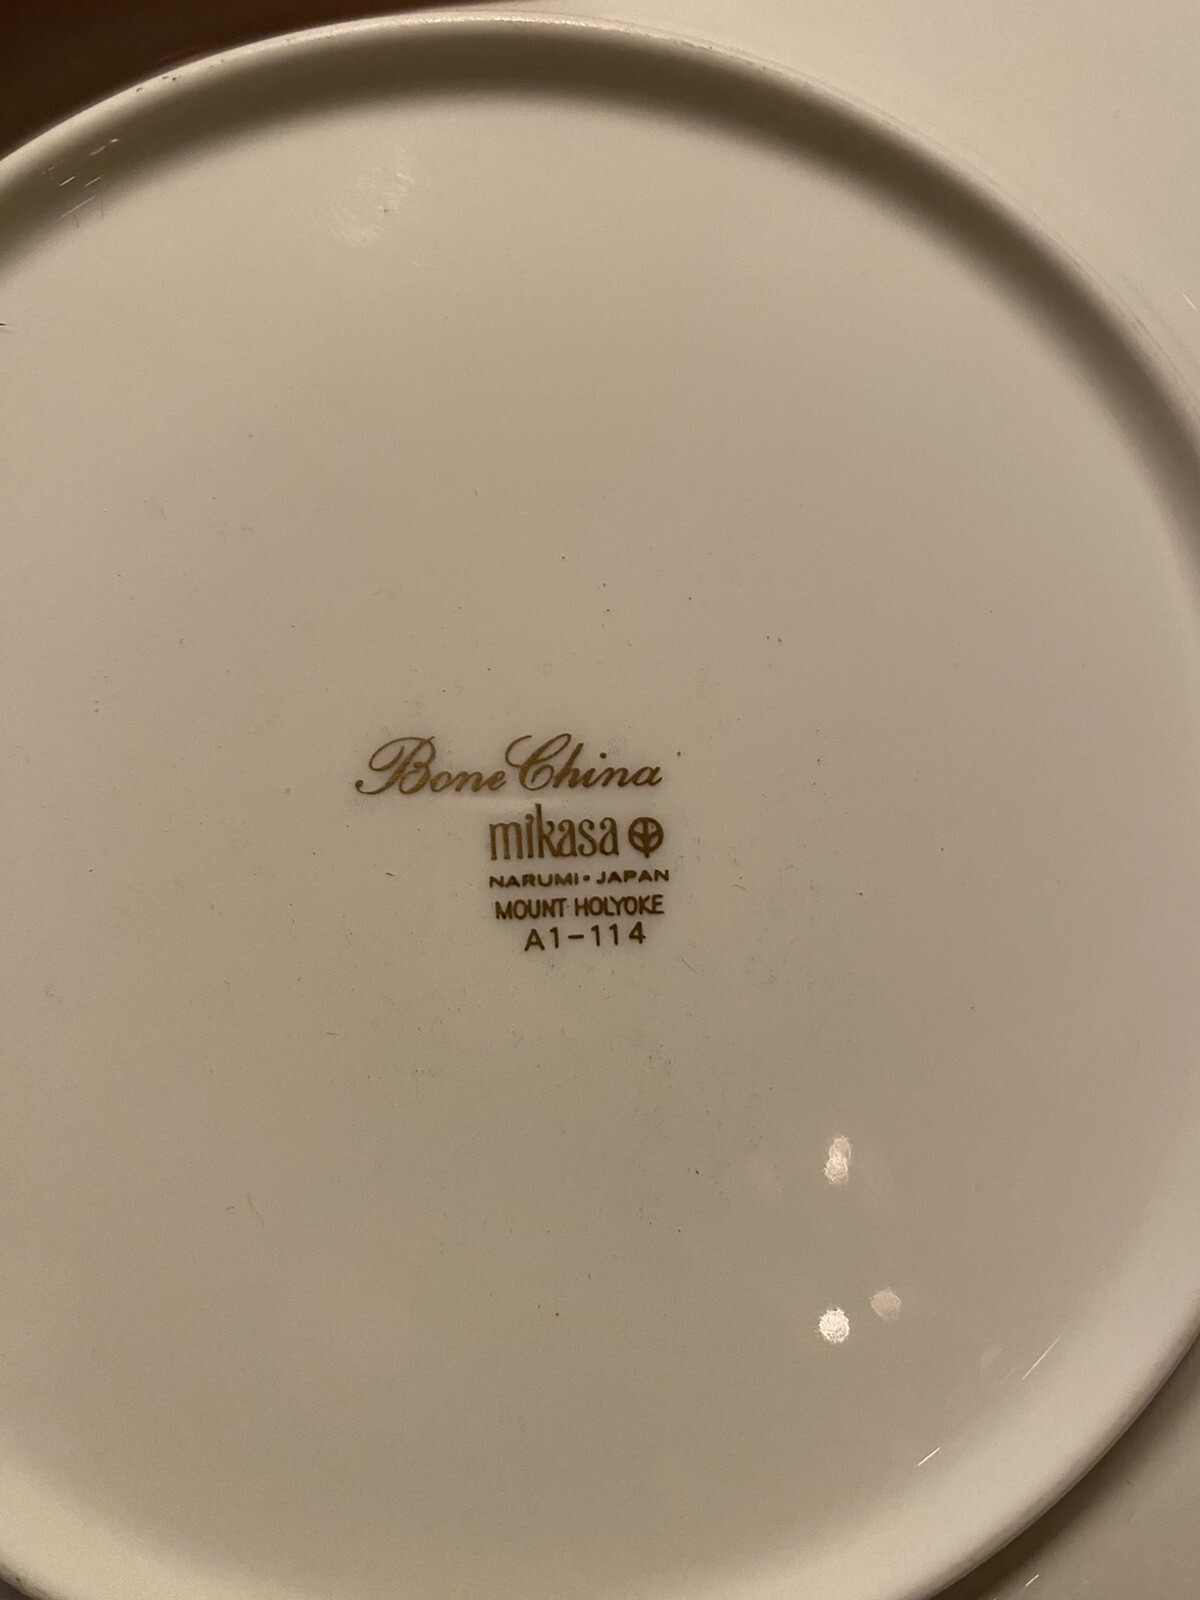 Bone China
mikasa
NARUMI • JAPAN
MOUNT HOLYOKE
A1-114